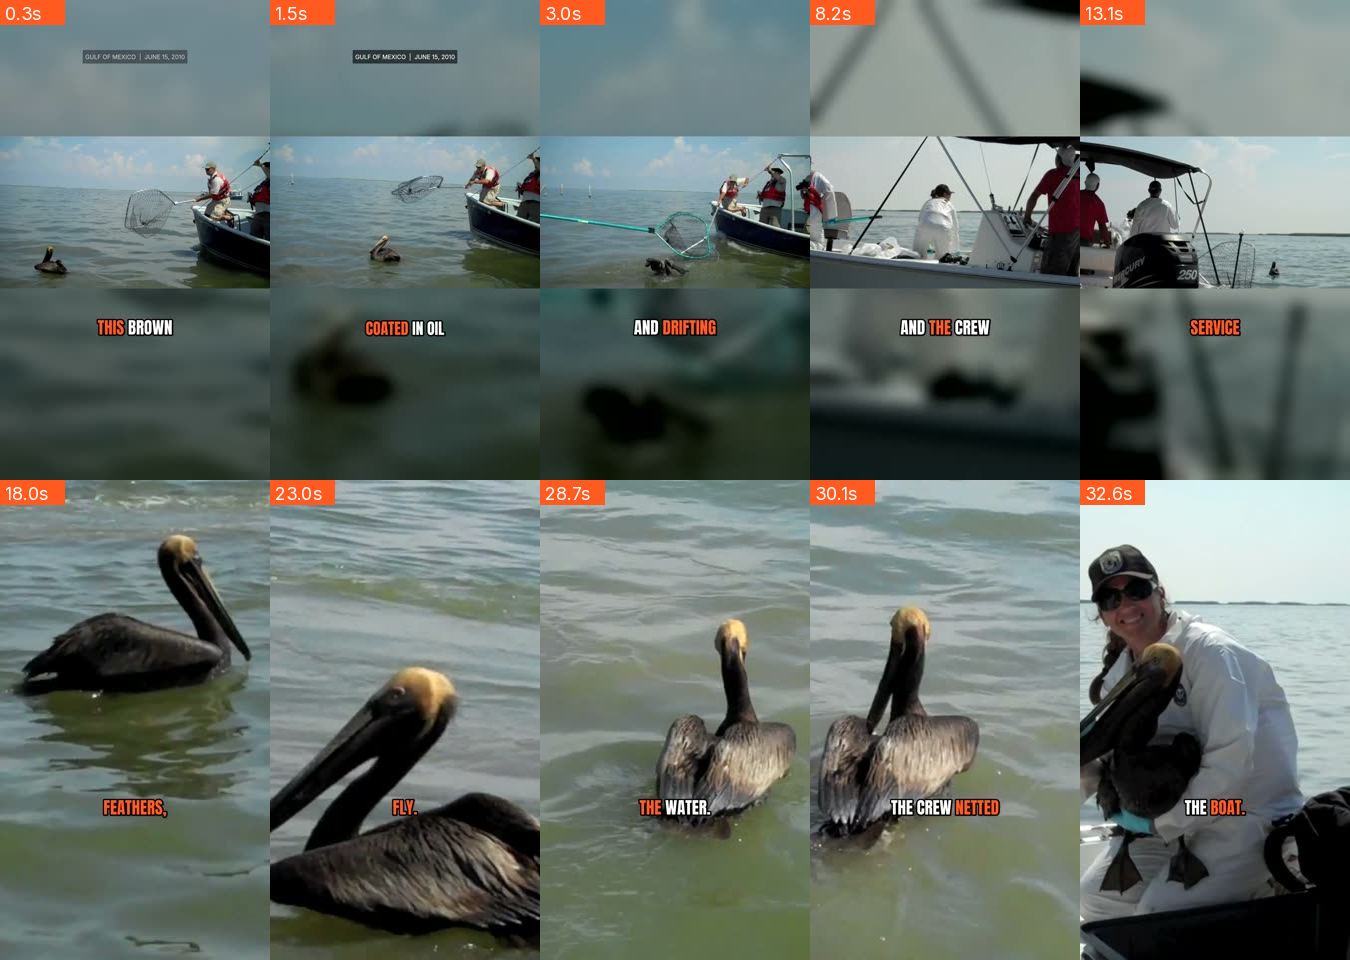 0.3s
GULF OF MEXICO | JUNE 15, 2010
THIS BROWN
1.5s
GULF OF MEXICO | JUNE 15, 2010
COATED IN OIL
3.0s
AND DRIFTING
8.2s
AND THE CREW
13.1s
MERCURY
250
SERVICE
18.0s
FEATHERS,
23.0s
FLY.
28.7s
THE WATER.
30.1s
THE CREW NETTED
32.6s
THE BOAT.